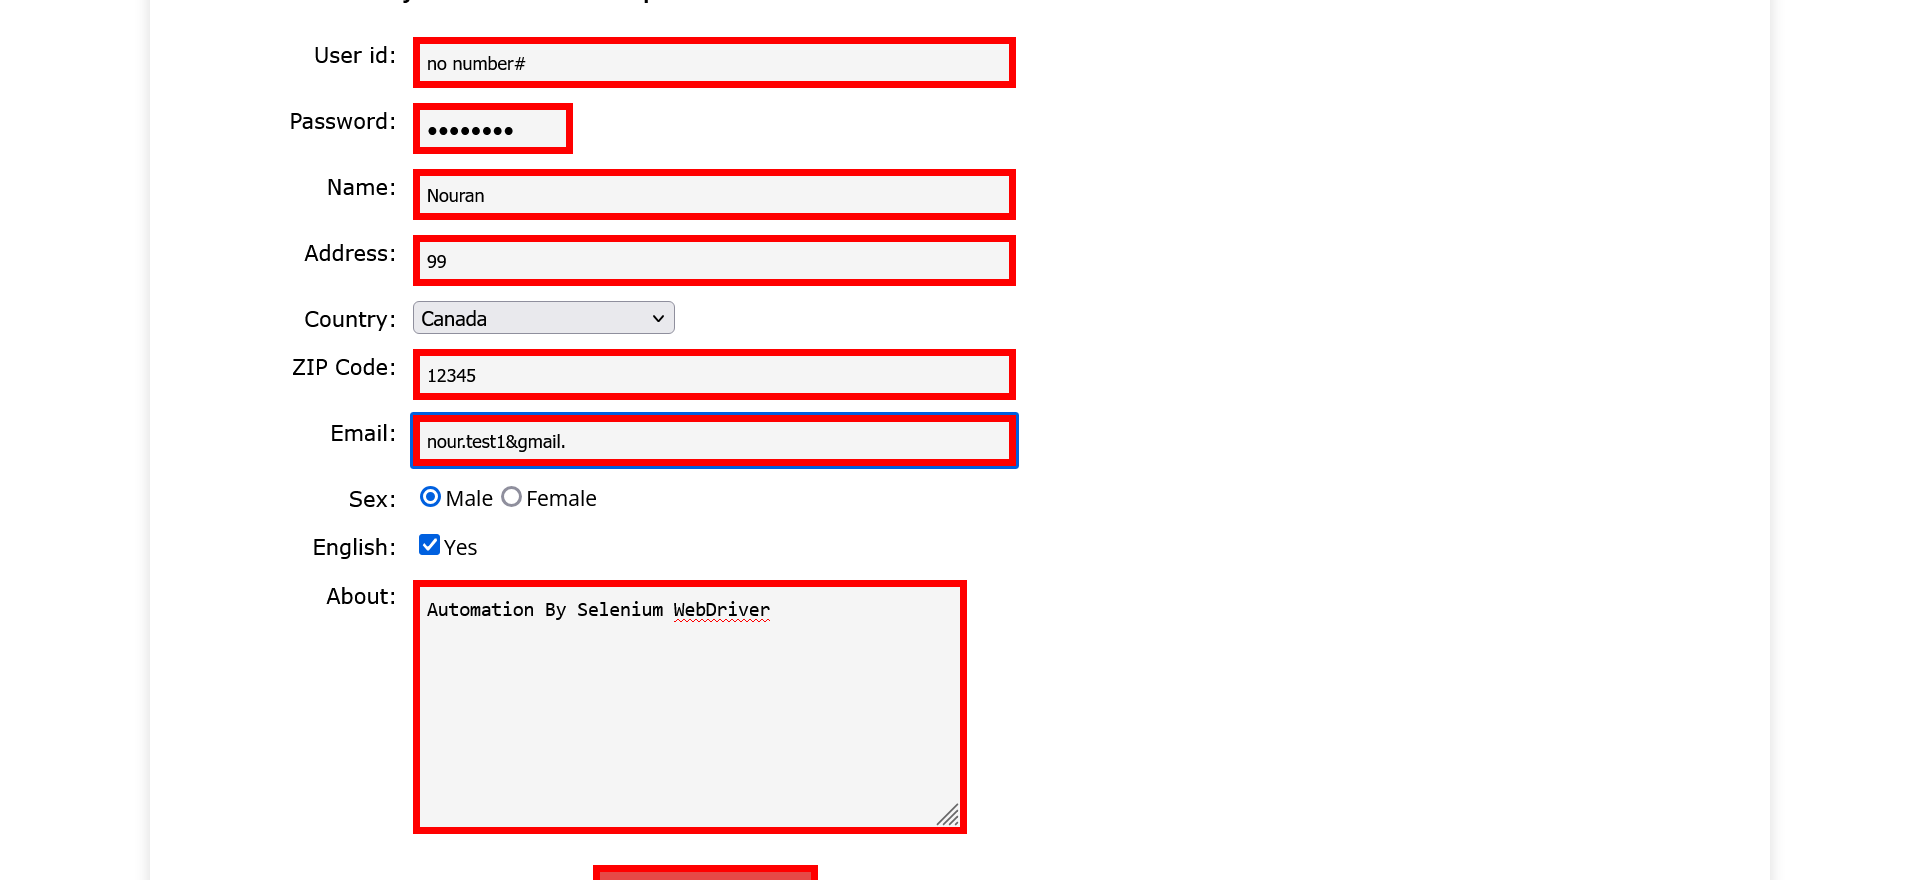 User id: no number#
Password: ••••••••
Name: Nouran
Address: 99
Country: Canada
ZIP Code: 12345
Email: nour.test1&gmail.
Sex: Male Female
English: Yes
About: Automation By Selenium WebDriver